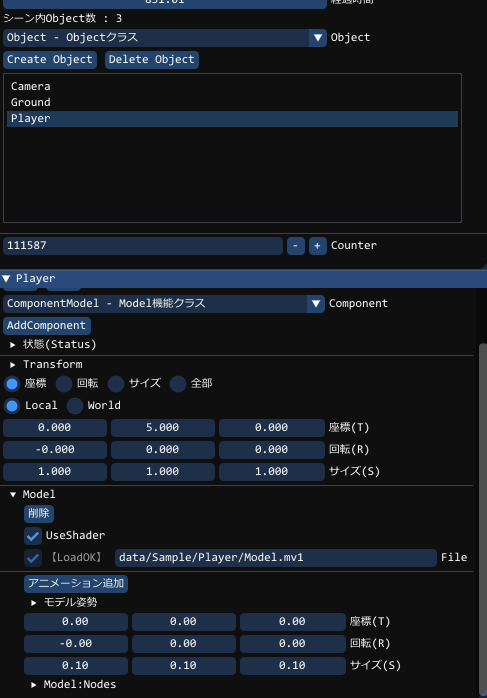 831.61 経過時間
シーン内Object数 : 3
Object - Objectクラス ▼ Object
Create Object Delete Object
Camera
Ground
Player
111587 - + Counter
▼ Player
ComponentModel - Model機能クラス ▼ Component
AddComponent
▶ 状態(Status)
▶ Transform
座標 回転 サイズ 全部
Local World
0.000 5.000 0.000 座標(T)
-0.000 0.000 0.000 回転(R)
1.000 1.000 1.000 サイズ(S)
▼ Model
削除
UseShader
【LoadOK】 data/Sample/Player/Model.mv1 File
アニメーション追加
▶ モデル姿勢
0.00 0.00 0.00 座標(T)
-0.00 0.00 0.00 回転(R)
0.10 0.10 0.10 サイズ(S)
▶ Model:Nodes